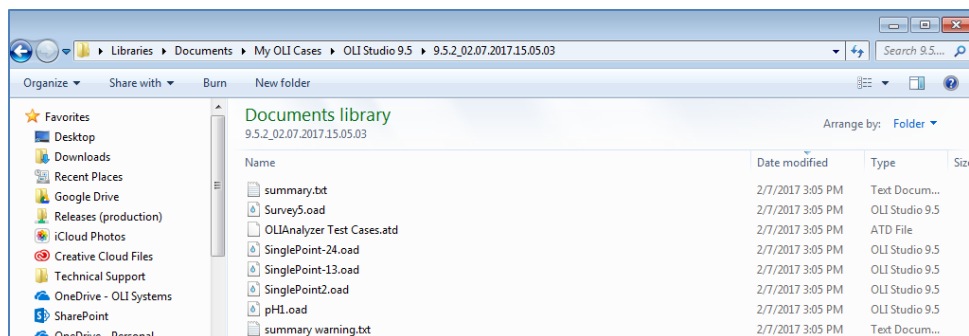 Libraries Documents My OLI Cases OLI Studio 9.5 9.5.2_02.07.2017.15.05.03 Search 9.5....
Organize Share with Burn New folder
Favorites
Desktop
Downloads
Recent Places
Google Drive
Releases (production)
iCloud Photos
Creative Cloud Files
Technical Support
OneDrive - OLI Systems
SharePoint
OneDrive - Personal
Documents library
9.5.2_02.07.2017.15.05.03
Arrange by: Folder
Name Date modified Type Size
summary.txt 2/7/2017 3:05 PM Text Docum...
Survey5.oad 2/7/2017 3:05 PM OLI Studio 9.5
OLIAnalyzer Test Cases.atd 2/7/2017 3:05 PM ATD File
SinglePoint-24.oad 2/7/2017 3:05 PM OLI Studio 9.5
SinglePoint-13.oad 2/7/2017 3:05 PM OLI Studio 9.5
SinglePoint2.oad 2/7/2017 3:05 PM OLI Studio 9.5
pH1.oad 2/7/2017 3:05 PM OLI Studio 9.5
summary warning.txt 2/7/2017 3:05 PM Text Docum...